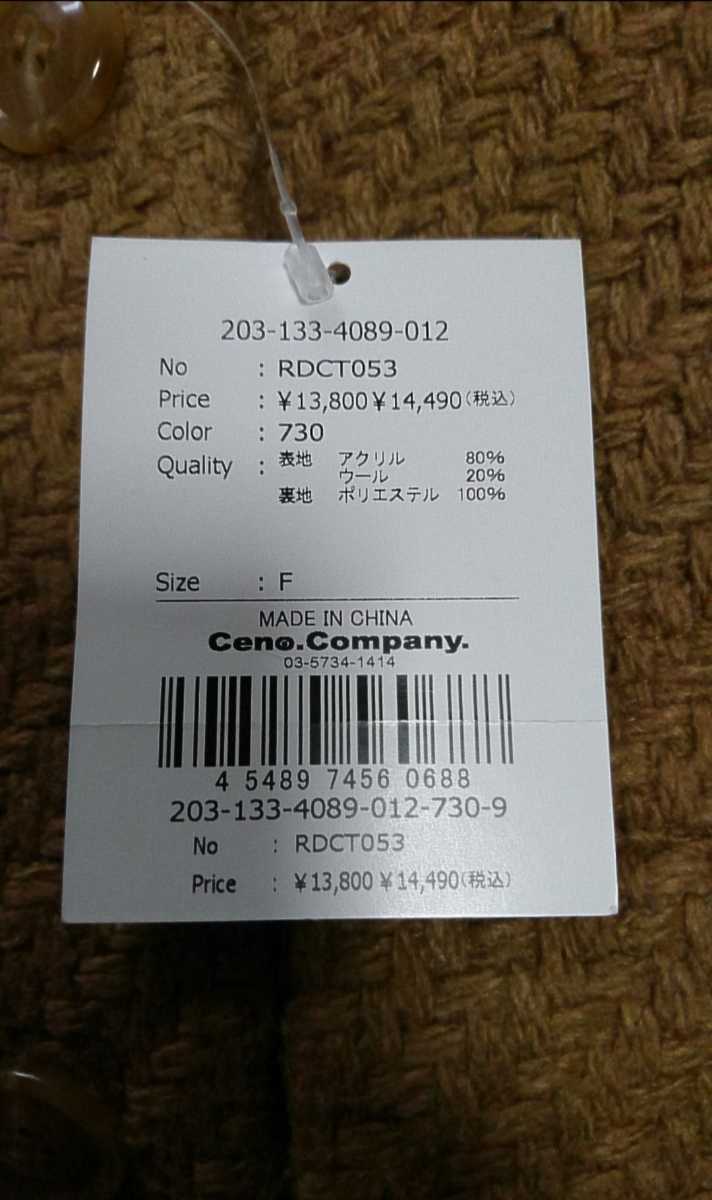 203-133-4089-012
No : RDCT053
Price : ¥13,800¥14,490(税込)
Color : 730
Quality : 表地 アクリル 80%
ウール 20%
裏地 ポリエステル 100%
Size : F
MADE IN CHINA
Ceno.Company.
03-5734-1414
4 5489 7456 0688
203-133-4089-012-730-9
No : RDCT053
Price : ¥13,800¥14,490(税込)